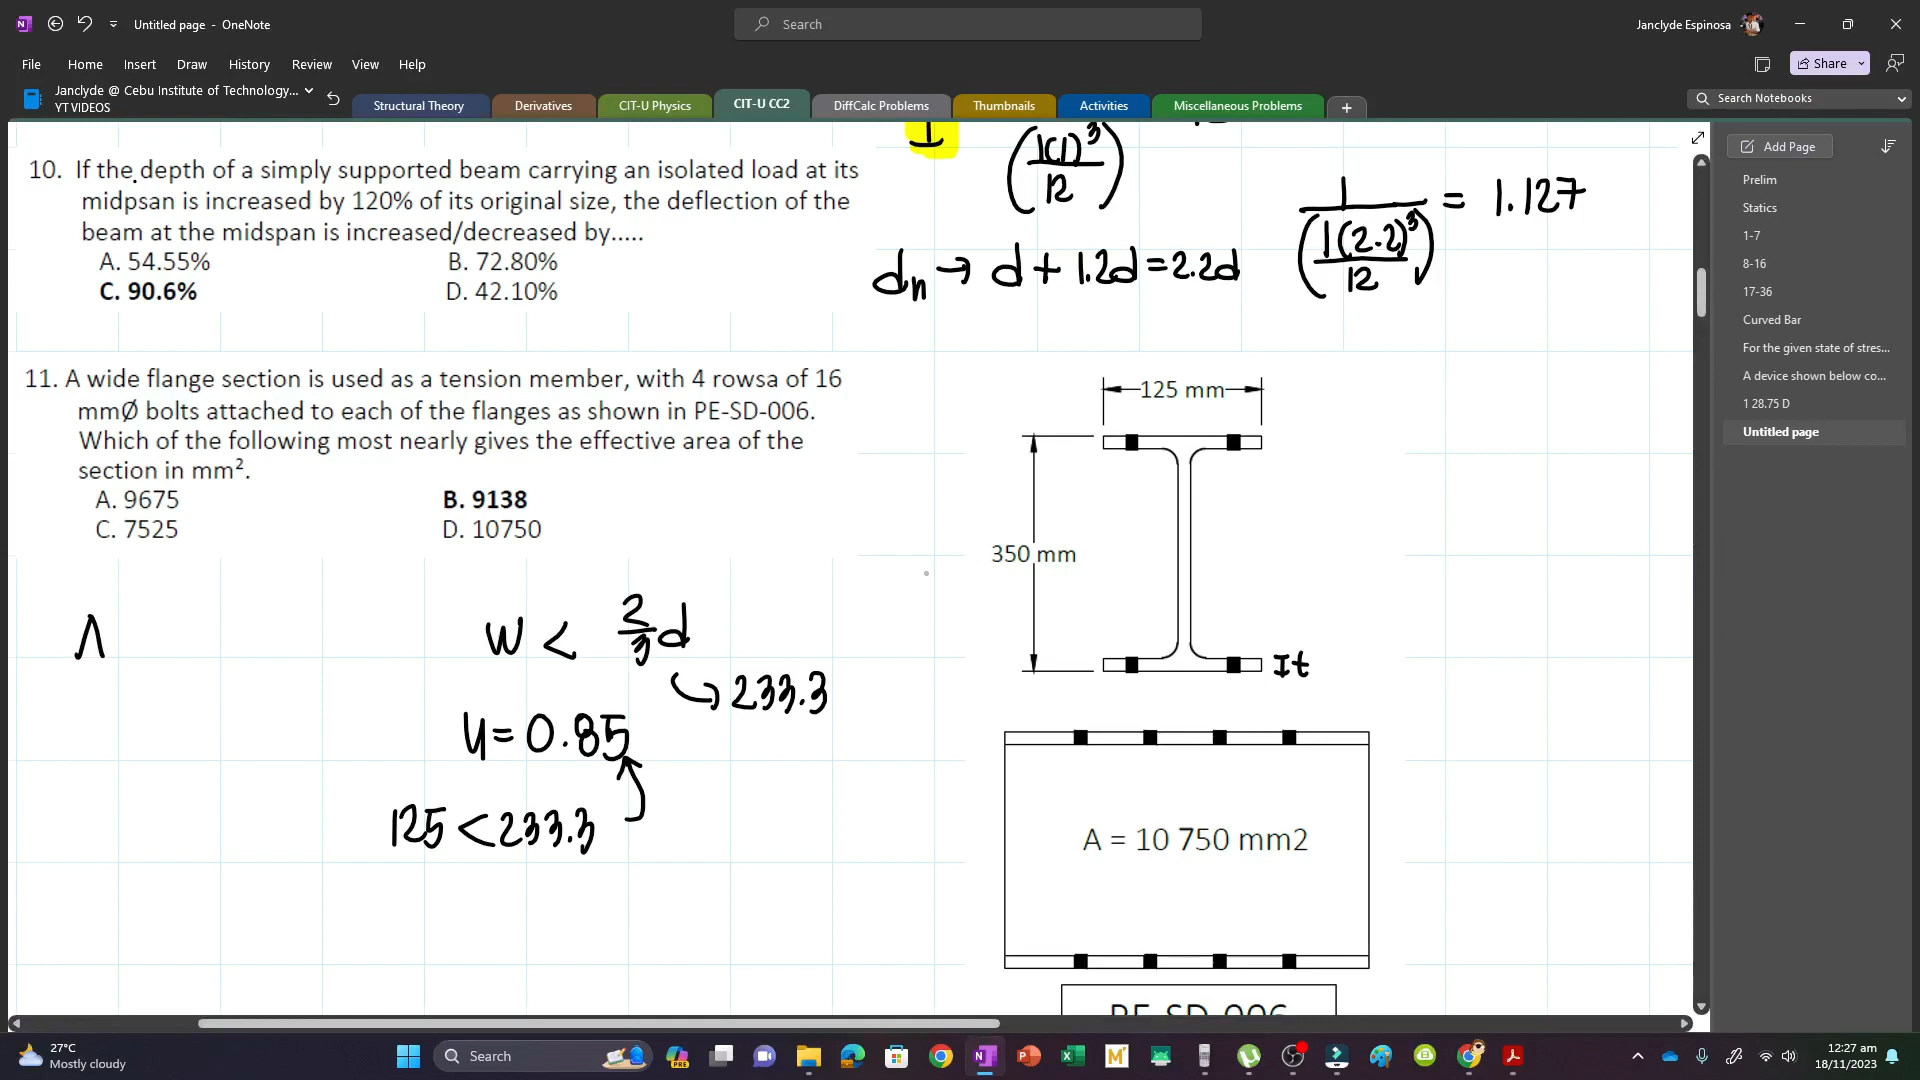 Untitled page - OneNote
Search
Janclyde Espinosa
File Home Insert Draw History Review View Help
Share
Janclyde @ Cebu Institute of Technology...
YT VIDEOS
Structural Theory Derivatives CIT-U Physics CIT-U CC2 DiffCalc Problems Thumbnails Activities Miscellaneous Problems +
Search Notebooks
Add Page
Prelim
Statics
1-7
8-16
17-36
Curved Bar
For the given state of stres...
A device shown below co...
1 28.75 D
Untitled page
10. If the depth of a simply supported beam carrying an isolated load at its
midpsan is increased by 120% of its original size, the deflection of the
beam at the midspan is increased/decreased by.....
A. 54.55% B. 72.80%
C. 90.6% D. 42.10%
(1(1)³/12)
dn → d + 1.2d = 2.2d
1/(1(2.2)³/12) = 1.127
11. A wide flange section is used as a tension member, with 4 rowsa of 16
mmØ bolts attached to each of the flanges as shown in PE-SD-006.
Which of the following most nearly gives the effective area of the
section in mm².
A. 9675 B. 9138
C. 7525 D. 10750
w < 2/3 d
↪ 233.3
U = 0.85
125 < 233.3
125 mm
350 mm
It
A = 10 750 mm2
PE-SD-006
27°C
Mostly cloudy
Search
PRE
12:27 am
18/11/2023